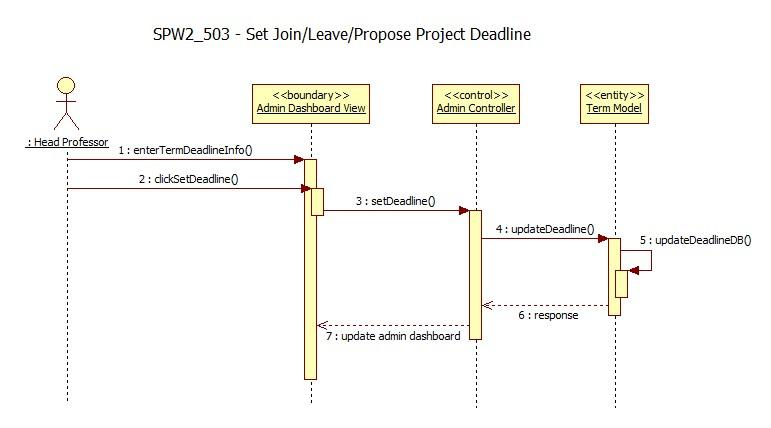 SPW2_503 - Set Join/Leave/Propose Project Deadline
<<boundary>>
Admin Dashboard View
<<control>>
Admin Controller
<<entity>>
Term Model
: Head Professor
1 : enterTermDeadlineInfo()
2 : clickSetDeadline()
3 : setDeadline()
4 : updateDeadline()
5 : updateDeadlineDB()
6 : response
7 : update admin dashboard